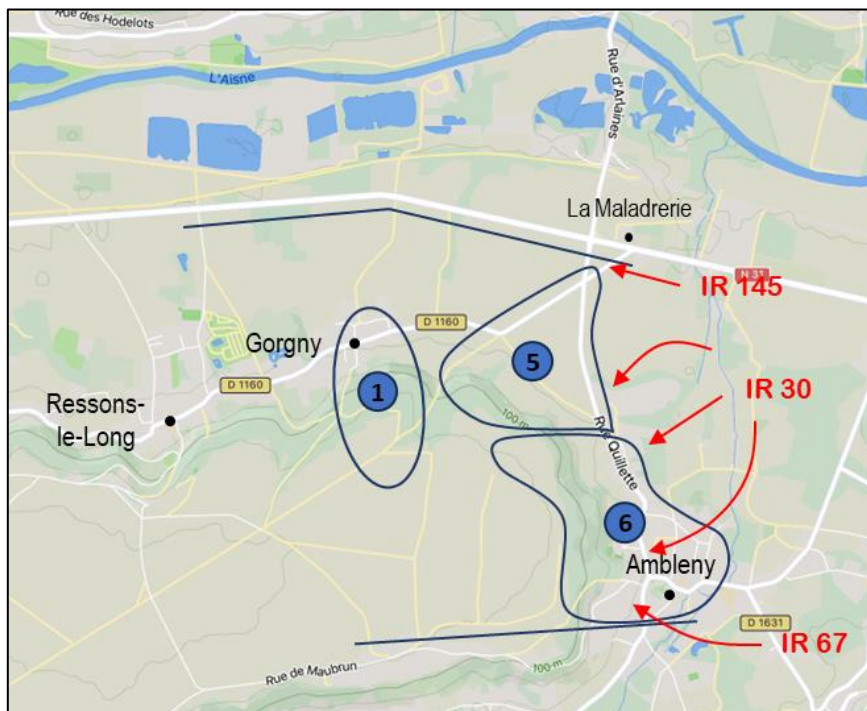 Rue des Hodelots
L'Aisne
Rue d'Arlaines
La Maladrerie
N 31
IR 145
D 1160
Gorgny
5
1
D 1160
IR 30
Ressons-
le-Long
100 m
Rue Quillette
6
Ambleny
D 1631
IR 67
Rue de Maubrun
100 m